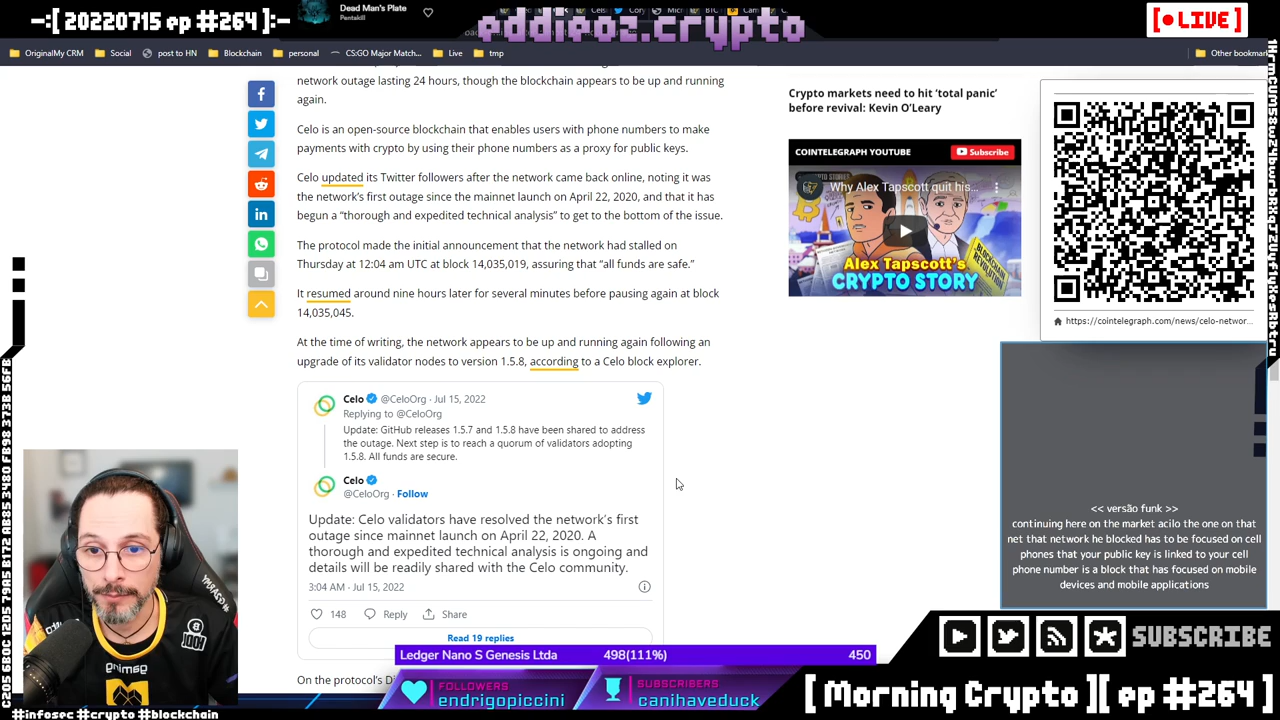 -:[ 20220715 ep #264 ]:-
Dead Man's Plate
Pentakill
eddieoz.crypto
[ ● LIVE ]
OriginalMy CRM
Social
post to HN
Blockchain
personal
CS:GO Major Match...
Live
tmp
Other bookmar
network outage lasting 24 hours, though the blockchain appears to be up and running
again.
Celo is an open-source blockchain that enables users with phone numbers to make
payments with crypto by using their phone numbers as a proxy for public keys.
Celo updated its Twitter followers after the network came back online, noting it was
the network's first outage since the mainnet launch on April 22, 2020, and that it has
begun a “thorough and expedited technical analysis” to get to the bottom of the issue.
The protocol made the initial announcement that the network had stalled on
Thursday at 12:04 am UTC at block 14,035,019, assuring that “all funds are safe.”
It resumed around nine hours later for several minutes before pausing again at block
14,035,045.
At the time of writing, the network appears to be up and running again following an
upgrade of its validator nodes to version 1.5.8, according to a Celo block explorer.
Celo @CeloOrg · Jul 15, 2022
Replying to @CeloOrg
Update: GitHub releases 1.5.7 and 1.5.8 have been shared to address
the outage. Next step is to reach a quorum of validators adopting
1.5.8. All funds are secure.
Celo
@CeloOrg · Follow
Update: Celo validators have resolved the network's first
outage since mainnet launch on April 22, 2020. A
thorough and expedited technical analysis is ongoing and
details will be readily shared with the Celo community.
3:04 AM · Jul 15, 2022
148 Reply Share
Read 19 replies
Crypto markets need to hit ‘total panic’
before revival: Kevin O'Leary
COINTELEGRAPH YOUTUBE
Subscribe
Why Alex Tapscott quit his...
BLOCKCHAIN
REVOLUTION
Alex Tapscott's
CRYPTO STORY
https://cointelegraph.com/news/celo-networ...
<< versão funk >>
continuing here on the market acilo the one on that
net that network he blocked has to be focused on cell
phones that your public key is linked to your cell
phone number is a block that has focused on mobile
devices and mobile applications
Ledger Nano S Genesis Ltda 498(111%) 450
On the protocol's D
FOLLOWERS
endrigopiccini
SUBSCRIBERS
canihaveduck
SUBSCRIBE
[ Morning Crypto ][ ep #264 ]
#infosec #crypto #blockchain